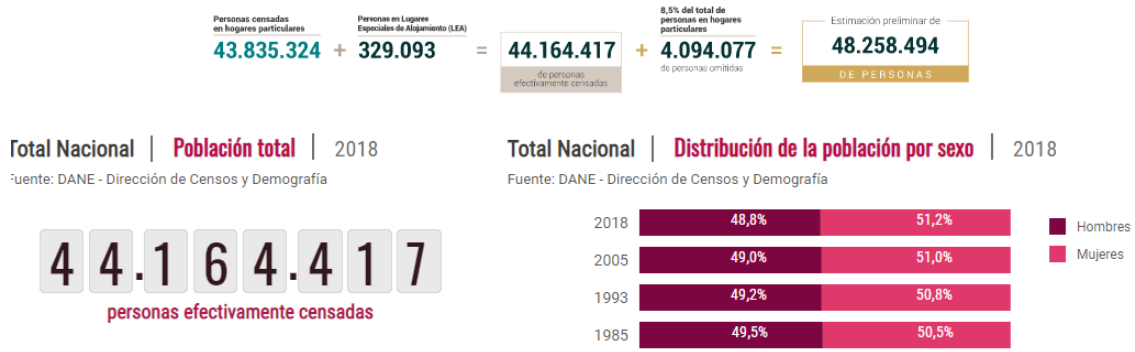 Personas censadas
en hogares particulares
43.835.324
+
Personas en Lugares
Especiales de Alojamiento (LEA)
329.093
=
44.164.417
de personas
efectivamente censadas
+
8,5% del total de
personas en hogares
particulares
4.094.077
de personas omitidas
=
Estimación preliminar de
48.258.494
DE PERSONAS
Total Nacional | Población total | 2018
Fuente: DANE - Dirección de Censos y Demografía
44.164.417
personas efectivamente censadas
Total Nacional | Distribución de la población por sexo | 2018
Fuente: DANE - Dirección de Censos y Demografía
2018 48,8% 51,2%
2005 49,0% 51,0%
1993 49,2% 50,8%
1985 49,5% 50,5%
Hombres
Mujeres